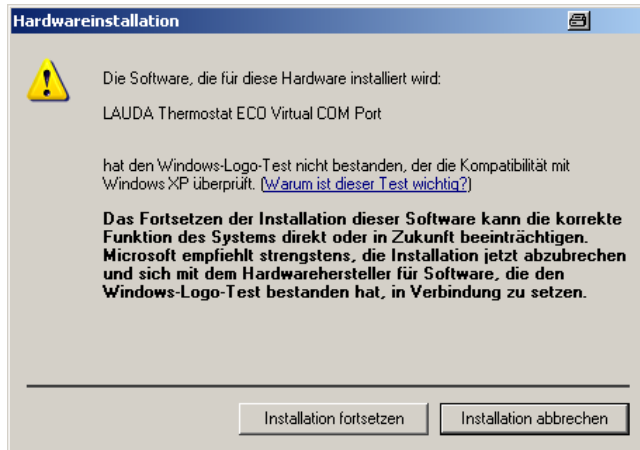 Hardwareinstallation
Die Software, die für diese Hardware installiert wird:
LAUDA Thermostat ECO Virtual COM Port
hat den Windows-Logo-Test nicht bestanden, der die Kompatibilität mit
Windows XP überprüft. (Warum ist dieser Test wichtig?)
Das Fortsetzen der Installation dieser Software kann die korrekte
Funktion des Systems direkt oder in Zukunft beeinträchtigen.
Microsoft empfiehlt strengstens, die Installation jetzt abzubrechen
und sich mit dem Hardwarehersteller für Software, die den
Windows-Logo-Test bestanden hat, in Verbindung zu setzen.
Installation fortsetzen
Installation abbrechen